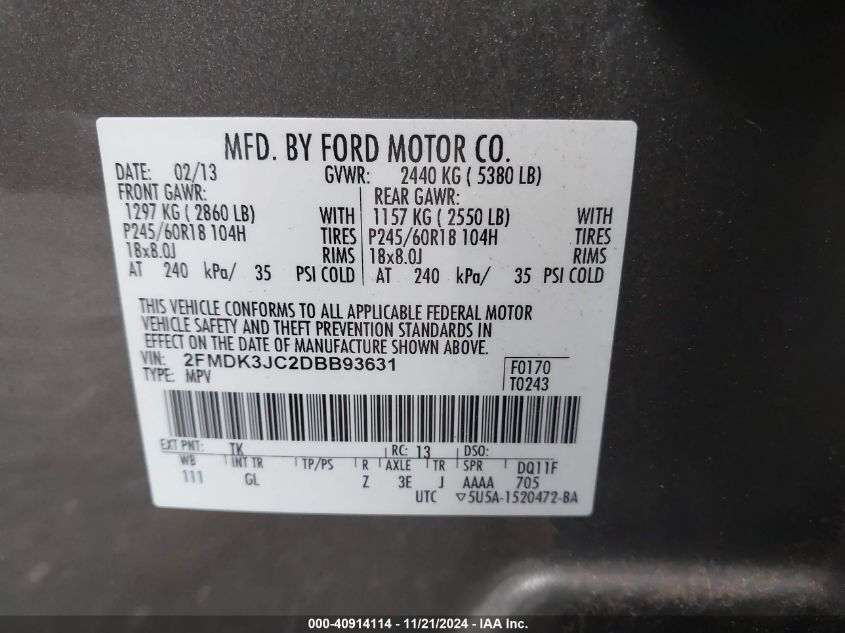 MFD. BY FORD MOTOR CO.
DATE: 02/13 GVWR: 2440 KG ( 5380 LB)
FRONT GAWR: REAR GAWR:
1297 KG ( 2860 LB) WITH 1157 KG ( 2550 LB) WITH
P245/60R18 104H TIRES P245/60R18 104H TIRES
18x8.0J RIMS 18x8.0J RIMS
AT 240 kPa/ 35 PSI COLD AT 240 kPa/ 35 PSI COLD
THIS VEHICLE CONFORMS TO ALL APPLICABLE FEDERAL MOTOR
VEHICLE SAFETY AND THEFT PREVENTION STANDARDS IN
EFFECT ON THE DATE OF MANUFACTURE SHOWN ABOVE.
VIN: 2FMDK3JC2DBB93631 F0170
TYPE: MPV T0243
EXT PNT: TK RC: 13 DSO:
WB INT TR TP/PS R AXLE TR SPR DQ11F
111 GL Z 3E J AAAA 705
UTC ▽5U5A-1520472-BA
000-40914114 — 11/21/2024 — IAA Inc.